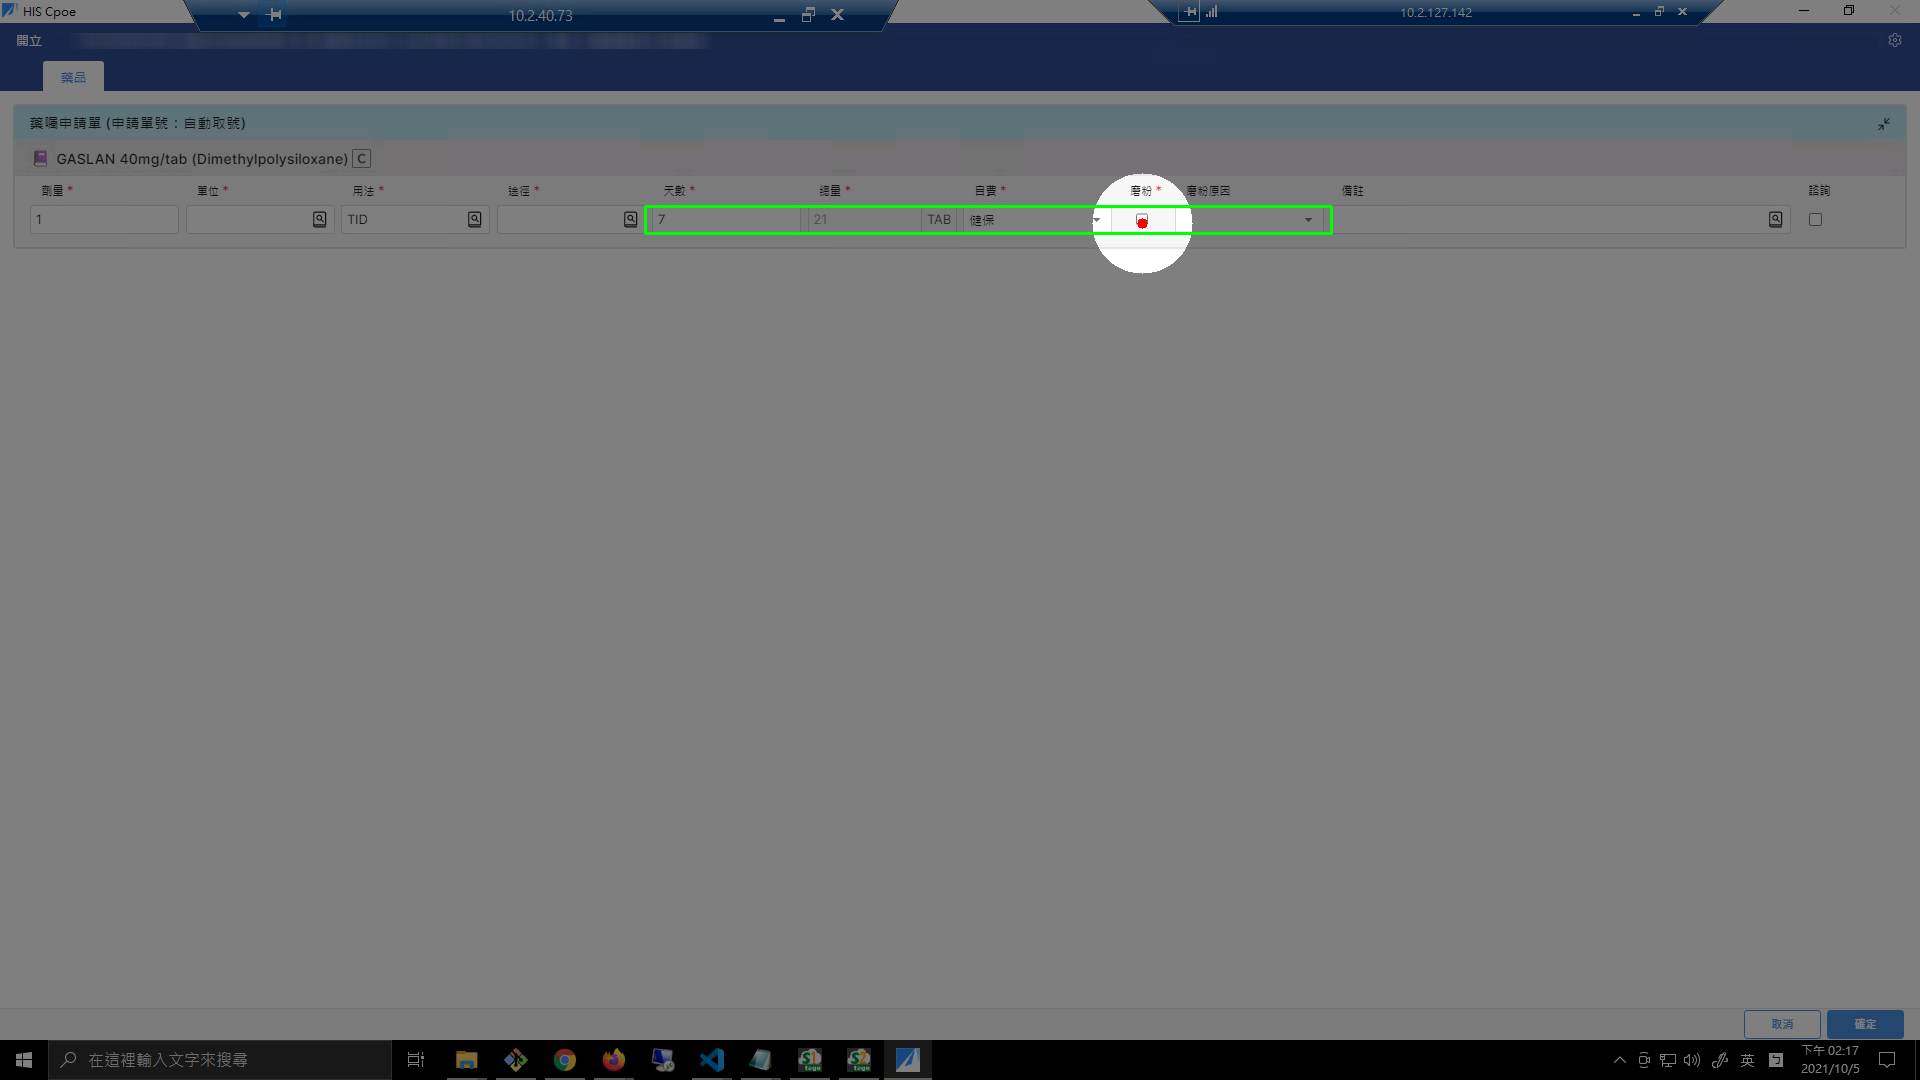 HIS Cpoe
10.2.40.73
10.2.127.142
開立
藥品
藥囑申請單 (申請單號：自動取號)
GASLAN 40mg/tab (Dimethylpolysiloxane) C
劑量 * 單位 * 用法 * 途徑 * 天數 * 總量 * 自費 * 磨粉 * 磨粉原因 備註 諮詢
1 TID 7 21 TAB 健保
取消 確定
在這裡輸入文字來搜尋
S1 toga
S2 toga
英
下午 02:17
2021/10/5